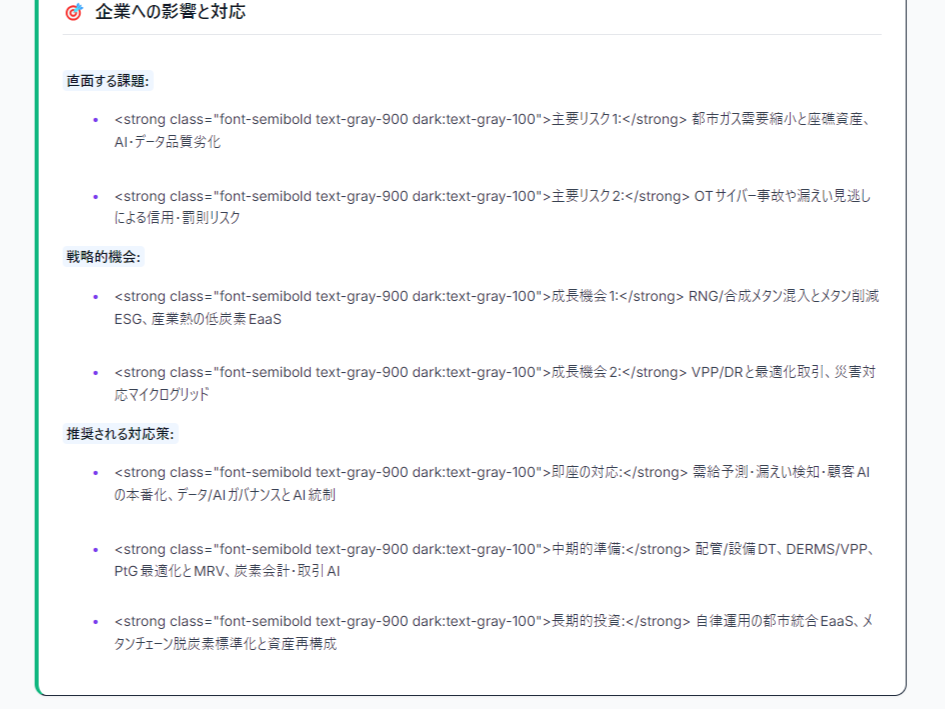 🎯 企業への影響と対応
直面する課題:
• <strong class="font-semibold text-gray-900 dark:text-gray-100">主要リスク1:</strong> 都市ガス需要縮小と座礁資産、
AI・データ品質劣化
• <strong class="font-semibold text-gray-900 dark:text-gray-100">主要リスク2:</strong> OTサイバー事故や漏えい見逃し
による信用・罰則リスク
戦略的機会:
• <strong class="font-semibold text-gray-900 dark:text-gray-100">成長機会1:</strong> RNG/合成メタン混入とメタン削減
ESG、産業熱の低炭素EaaS
• <strong class="font-semibold text-gray-900 dark:text-gray-100">成長機会2:</strong> VPP/DRと最適化取引、災害対
応マイクログリッド
推奨される対応策:
• <strong class="font-semibold text-gray-900 dark:text-gray-100">即座の対応:</strong> 需給予測・漏えい検知・顧客AI
の本番化、データ/AIガバナンスとAI統制
• <strong class="font-semibold text-gray-900 dark:text-gray-100">中期的準備:</strong> 配管/設備DT、DERMS/VPP、
PtG最適化とMRV、炭素会計・取引AI
• <strong class="font-semibold text-gray-900 dark:text-gray-100">長期的投資:</strong> 自律運用の都市統合EaaS、メ
タンチェーン脱炭素標準化と資産再構成